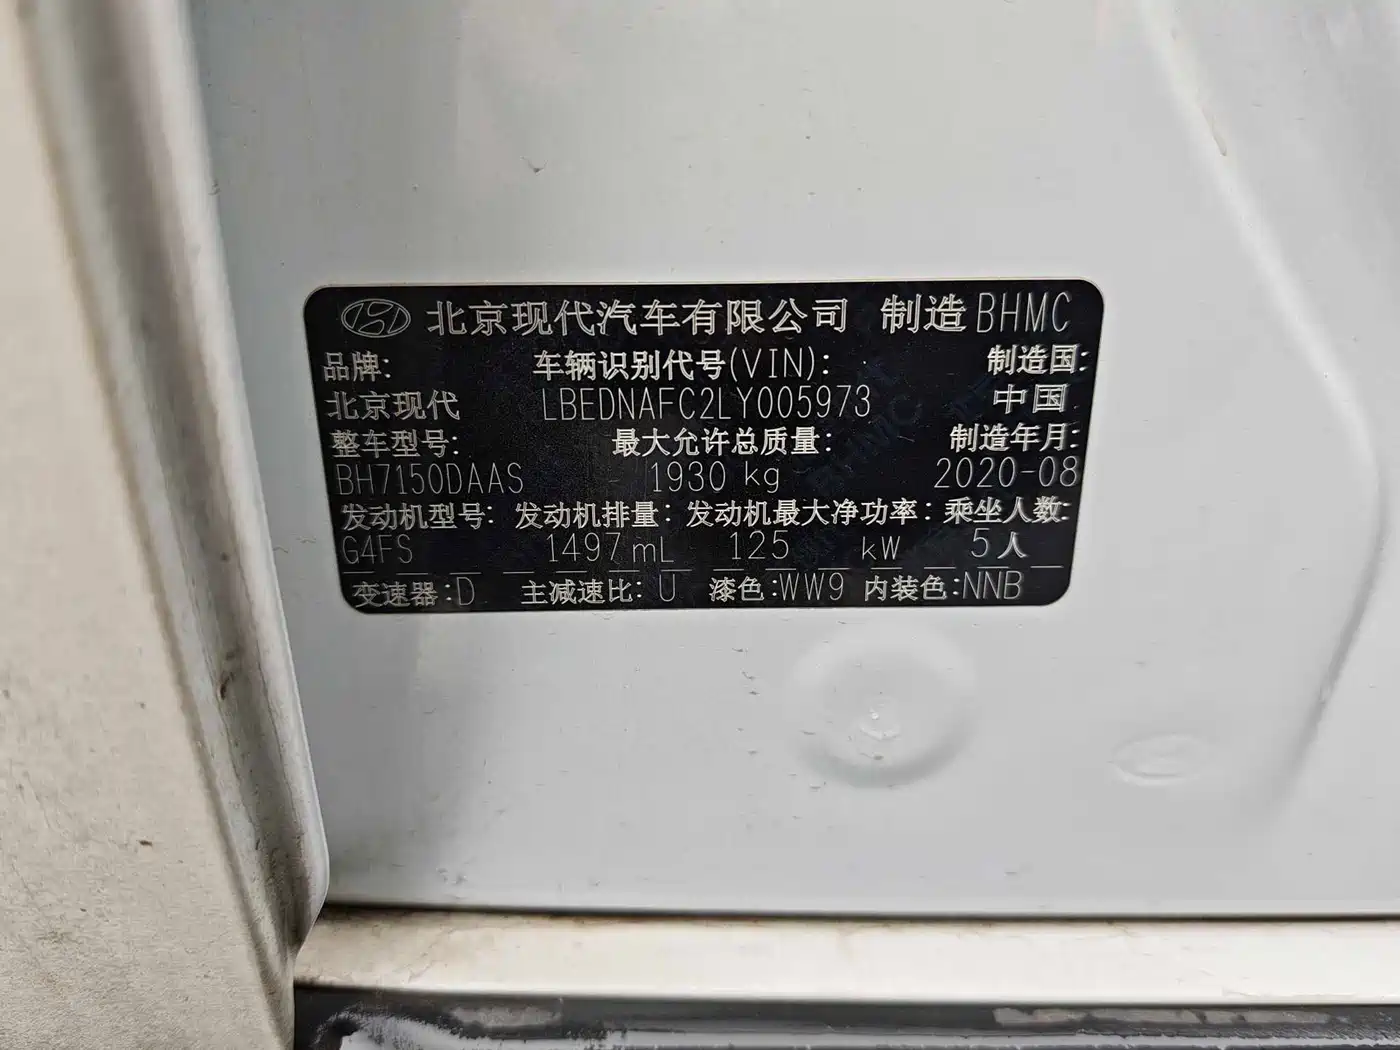 北京现代汽车有限公司 制造 BHMC
品牌: 车辆识别代号(VIN): 制造国:
北京现代 LBEDNAFC2LY005973 中国
整车型号: 最大允许总质量: 制造年月:
BH7150DAAS 1930 kg 2020-08
发动机型号: 发动机排量: 发动机最大净功率: 乘坐人数:
G4FS 1497 mL 125 kW 5人
变速器:D 主减速比: U 漆色:WW9 内装色:NNB